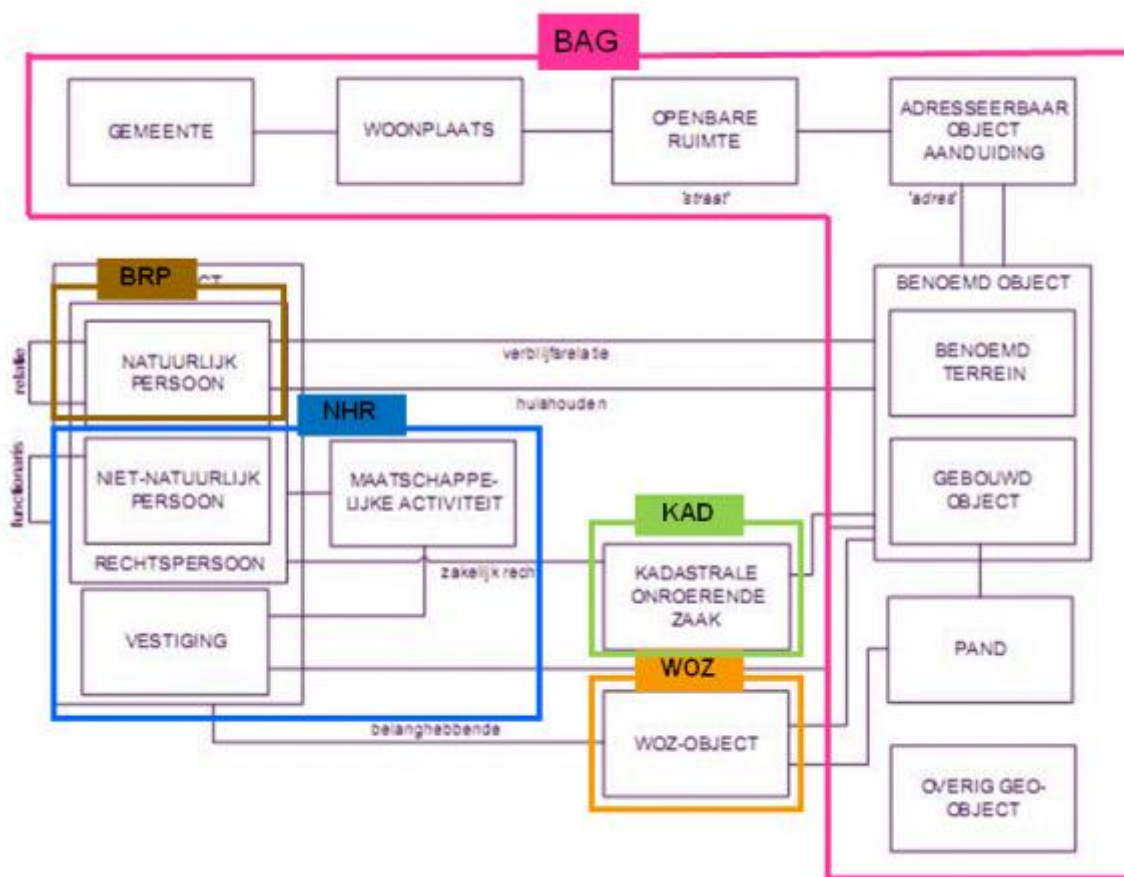 BAG
GEMEENTE
WOONPLAATS
OPENBARE
RUIMTE
ADRESSEERBAAR
OBJECT
AANDUIDING
'straat'
'adres'
BRP
CT
BENOEMD OBJECT
NATUURLIJK
PERSOON
relatie
verblijfsrelatie
huishouden
BENOEMD
TERREIN
NHR
NIET-NATUURLIJK
PERSOON
functionaris
MAATSCHAPPE-
LIJKE ACTIVITEIT
GEBOUWD
OBJECT
KAD
RECHTSPERSOON
zakelijk rech
KADASTRALE
ONROERENDE
ZAAK
VESTIGING
PAND
WOZ
belanghebbende
WOZ-OBJECT
OVERIG GEO-
OBJECT